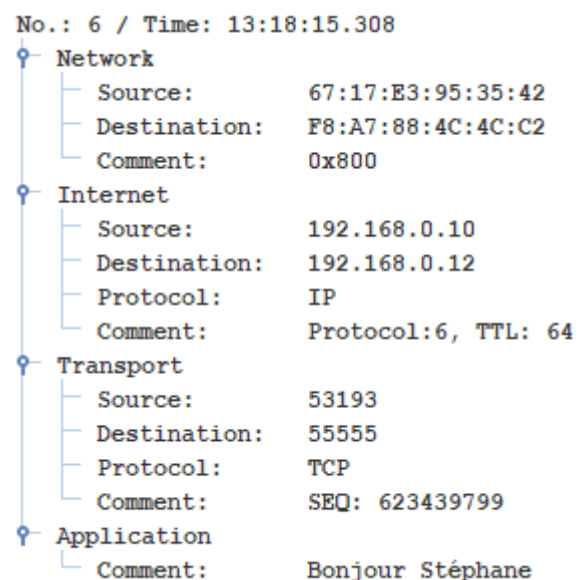 No.: 6 / Time: 13:18:15.308
Network
Source: 67:17:E3:95:35:42
Destination: F8:A7:88:4C:4C:C2
Comment: 0x800
Internet
Source: 192.168.0.10
Destination: 192.168.0.12
Protocol: IP
Comment: Protocol:6, TTL: 64
Transport
Source: 53193
Destination: 55555
Protocol: TCP
Comment: SEQ: 623439799
Application
Comment: Bonjour Stéphane